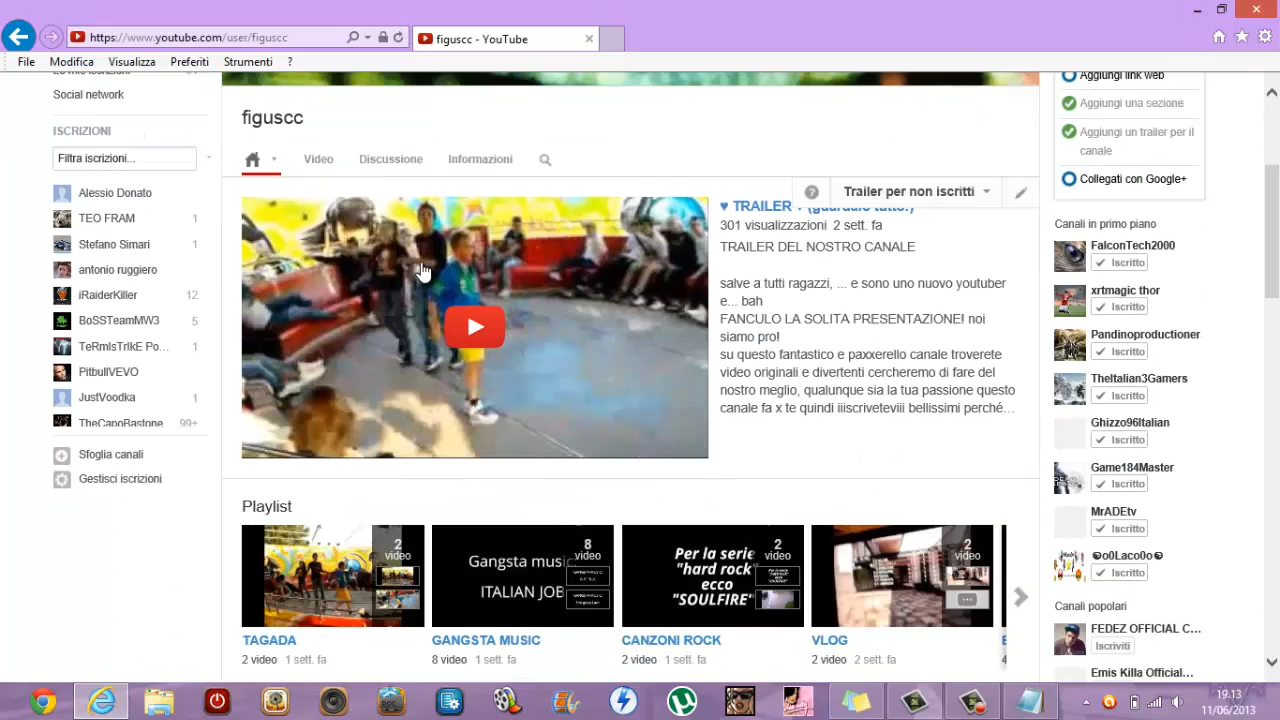 https://www.youtube.com/user/figuscc
figuscc - YouTube
File Modifica Visualizza Preferiti Strumenti ?
Social network
ISCRIZIONI
Filtra iscrizioni...
Alessio Donato
TEO FRAMI 1
Stefano Simari 1
antonio ruggiero
iRaiderKiller 12
BoSSTeamMW3 5
TeRmIsTrIkE Po... 1
PitbullVEVO
JustVoodka 1
TheCapoBastone 99+
Sfoglia canali
Gestisci iscrizioni
figuscc
Video Discussione Informazioni
Trailer per non iscritti
♥ TRAILER (guardalo tutto!)
301 visualizzazioni 2 sett. fa
TRAILER DEL NOSTRO CANALE
salve a tutti ragazzi, ... e sono uno nuovo youtuber
e... bah
FANCULO LA SOLITA PRESENTAZIONE! noi
siamo pro!
su questo fantastico e paxxerello canale troverete
video originali e divertenti cercheremo di fare del
nostro meglio, qualunque sia la tua passione questo
canale fa x te quindi iiiscriveteviii bellissimi perché...
Playlist
2
video
Gangsta music
ITALIAN JOB
8
video
Per la serie
"hard rock"
ecco
"SOULFIRE"
2
video
2
video
TAGADA
2 video 1 sett. fa
GANGSTA MUSIC
8 video 1 sett. fa
CANZONI ROCK
2 video 1 sett. fa
VLOG
2 video 2 sett. fa
Aggiungi link web
Aggiungi una sezione
Aggiungi un trailer per il
canale
Collegati con Google+
Canali in primo piano
FalconTech2000
Iscritto
xrtmagic thor
Iscritto
Pandinoproductioner
Iscritto
TheItalian3Gamers
Iscritto
Ghizzo96Italian
Iscritto
Game184Master
Iscritto
MrADEtv
Iscritto
☯o0Laco0o☯
Iscritto
Canali popolari
FEDEZ OFFICIAL C...
Iscriviti
Emis Killa Official...
19.13
11/06/2013